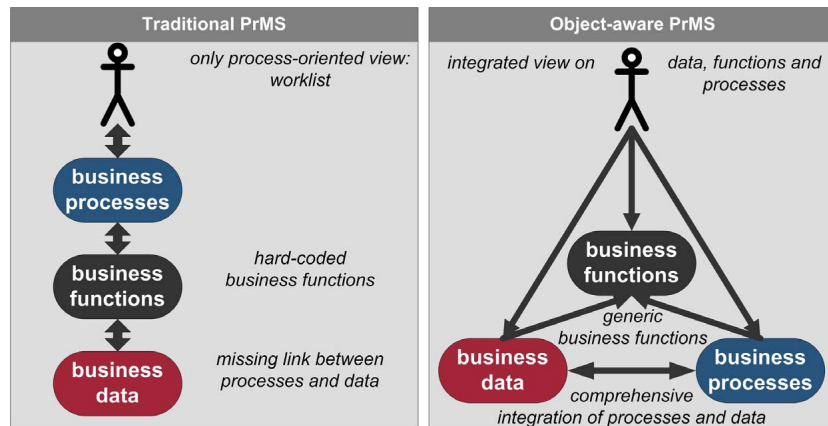 Traditional PrMS
only process-oriented view:
worklist
business
processes
business
functions
hard-coded
business functions
business
data
missing link between
processes and data
Object-aware PrMS
integrated view on
data, functions and
processes
business
functions
generic
business functions
business
data
business
processes
comprehensive
integration of processes and data